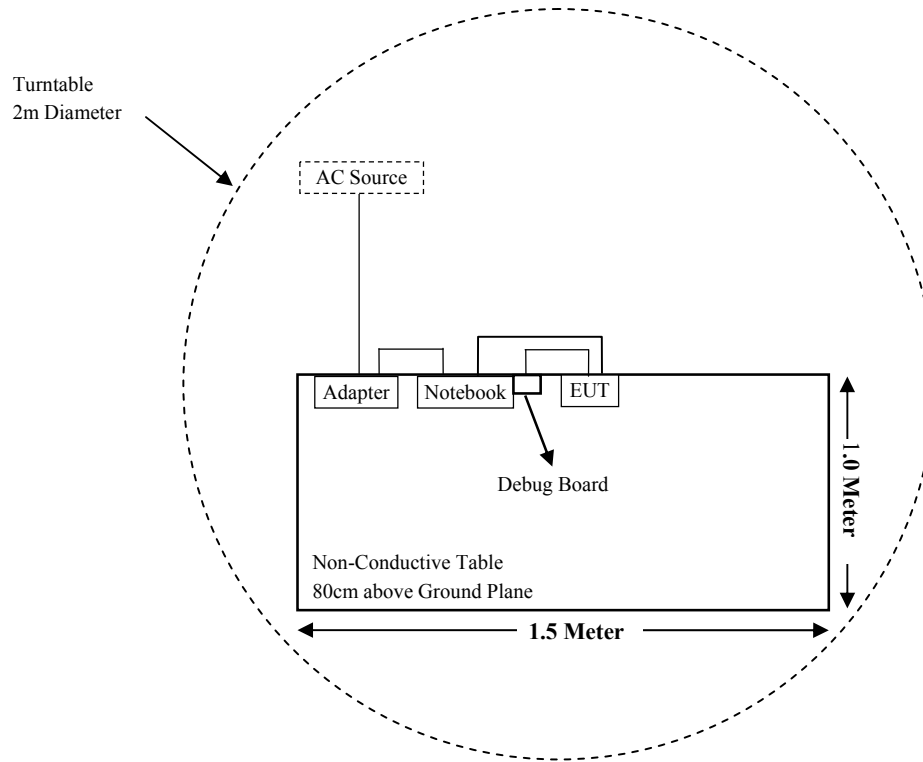 Turntable
2m Diameter
AC Source
Adapter
Notebook
EUT
Debug Board
1.0 Meter
Non-Conductive Table
80cm above Ground Plane
1.5 Meter